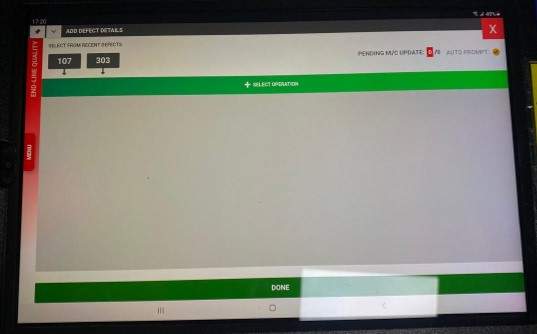 17:20
ADD DEFECT DETAILS
X
SELECT FROM RECENT DEFECTS
107
303
PENDING M/C UPDATE: 0 /0 AUTO PROMPT:
+ SELECT OPERATION
END-LINE QUALITY
MENU
DONE